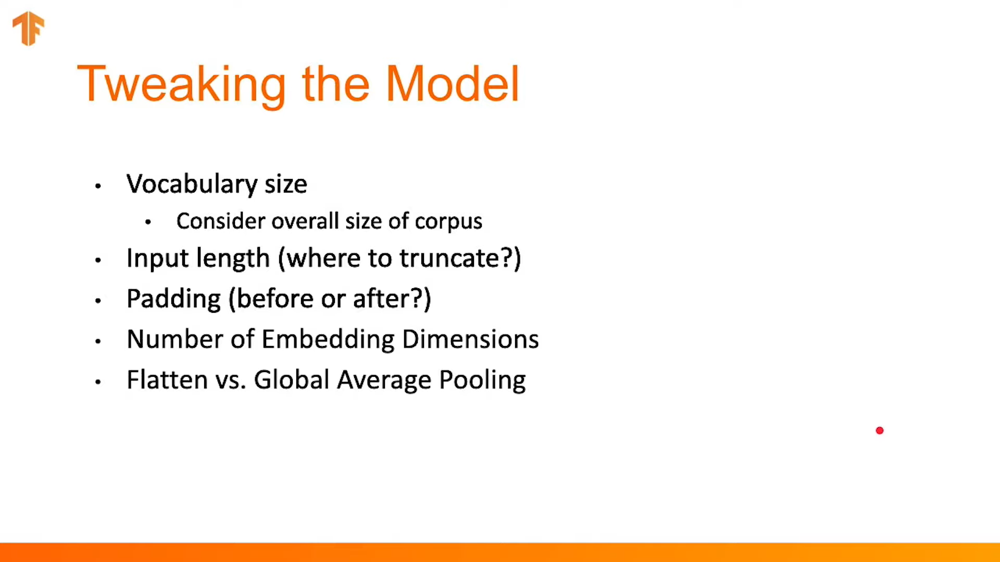 Tweaking the Model
• Vocabulary size
• Consider overall size of corpus
• Input length (where to truncate?)
• Padding (before or after?)
• Number of Embedding Dimensions
• Flatten vs. Global Average Pooling